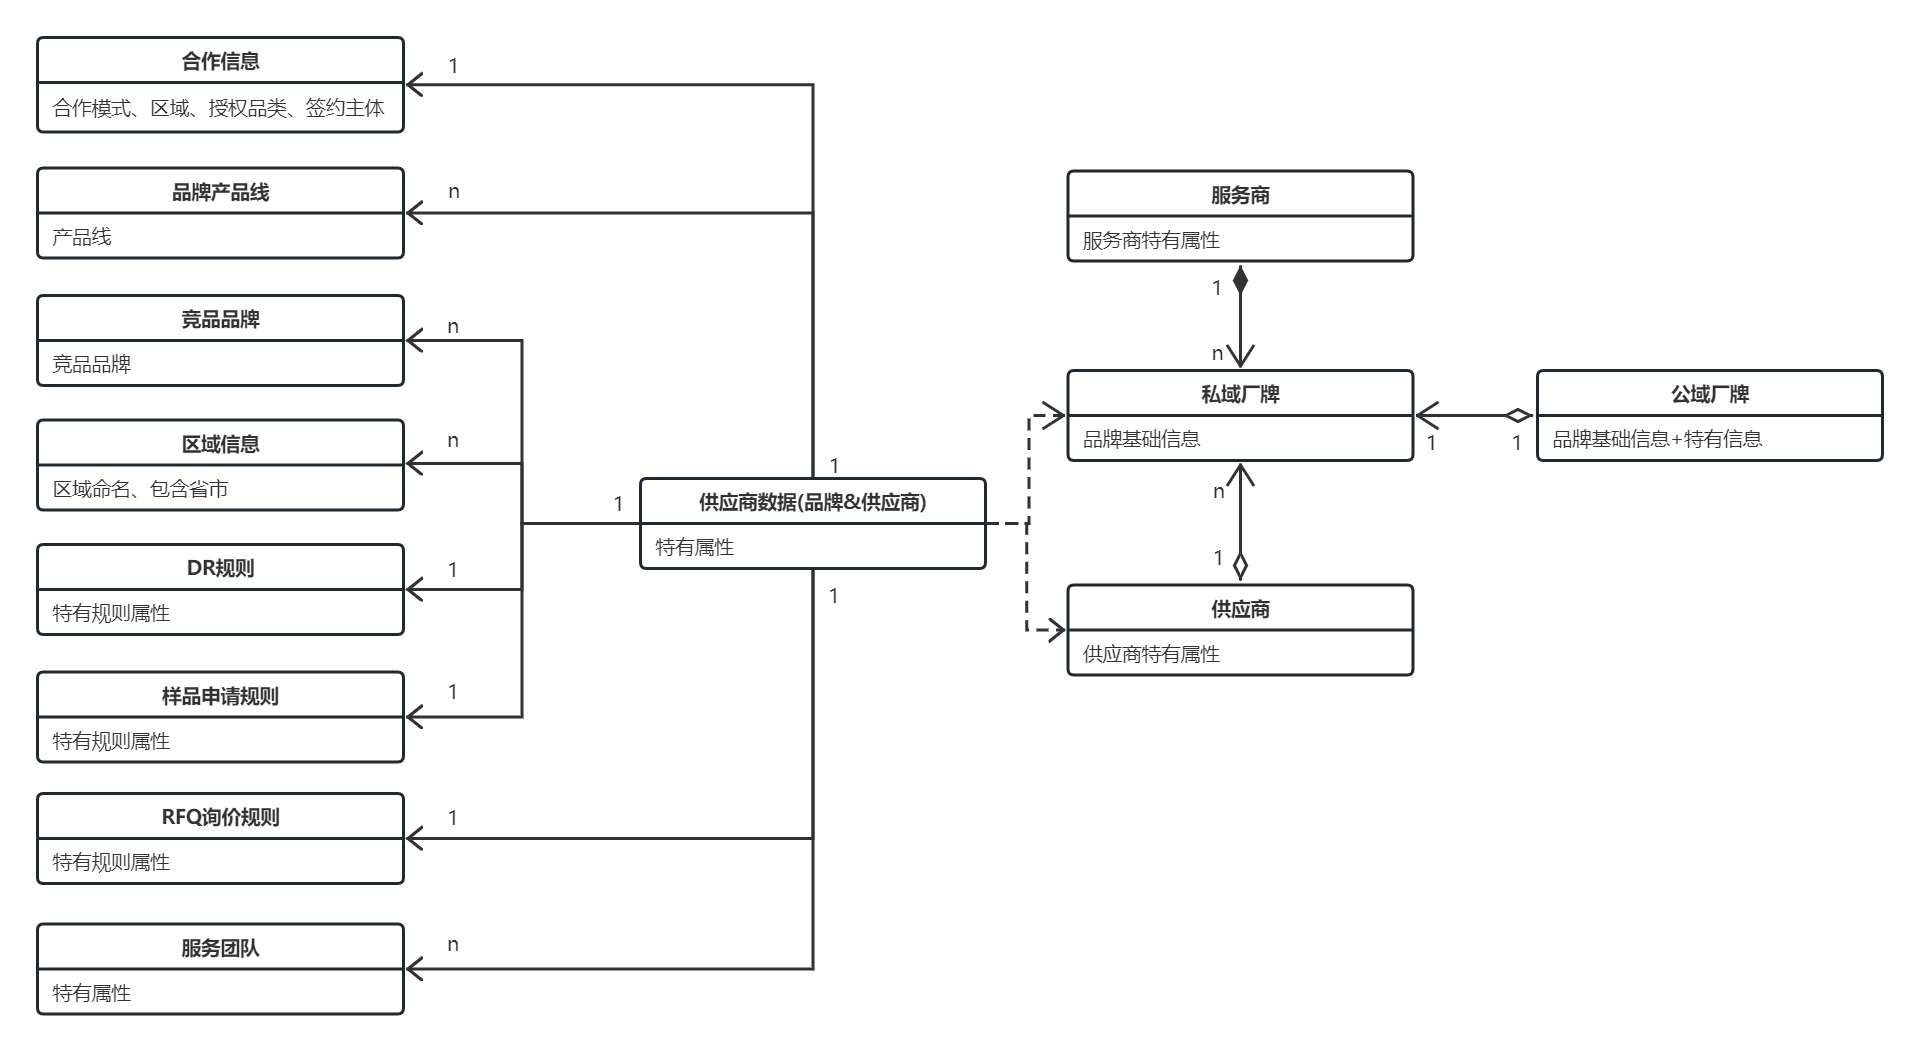 合作信息
合作模式、区域、授权品类、签约主体
1
品牌产品线
产品线
n
竞品品牌
竞品品牌
n
区域信息
区域命名、包含省市
n
DR规则
特有规则属性
1
样品申请规则
特有规则属性
1
RFQ询价规则
特有规则属性
1
服务团队
特有属性
n
1
1
供应商数据(品牌&供应商)
特有属性
1
服务商
服务商特有属性
1
n
私域厂牌
品牌基础信息
1
1
公域厂牌
品牌基础信息+特有信息
n
1
供应商
供应商特有属性